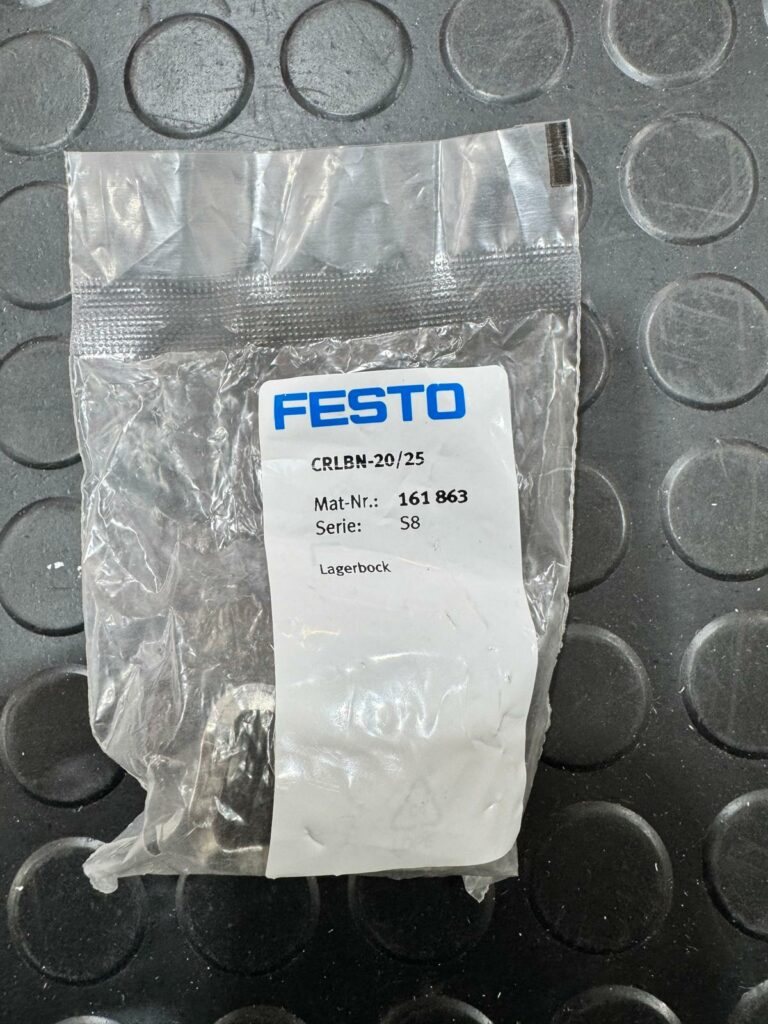 FESTO
CRLBN-20/25
Mat-Nr.: 161 863
Serie: S8
Lagerbock